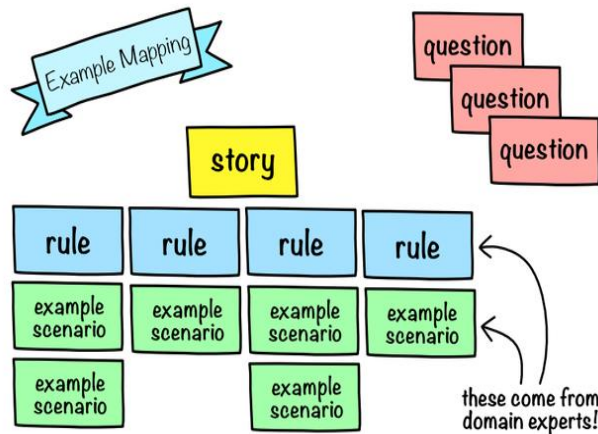 Example Mapping
question
question
question
story
rule
rule
rule
rule
example
scenario
example
scenario
example
scenario
example
scenario
example
scenario
example
scenario
these come from
domain experts!